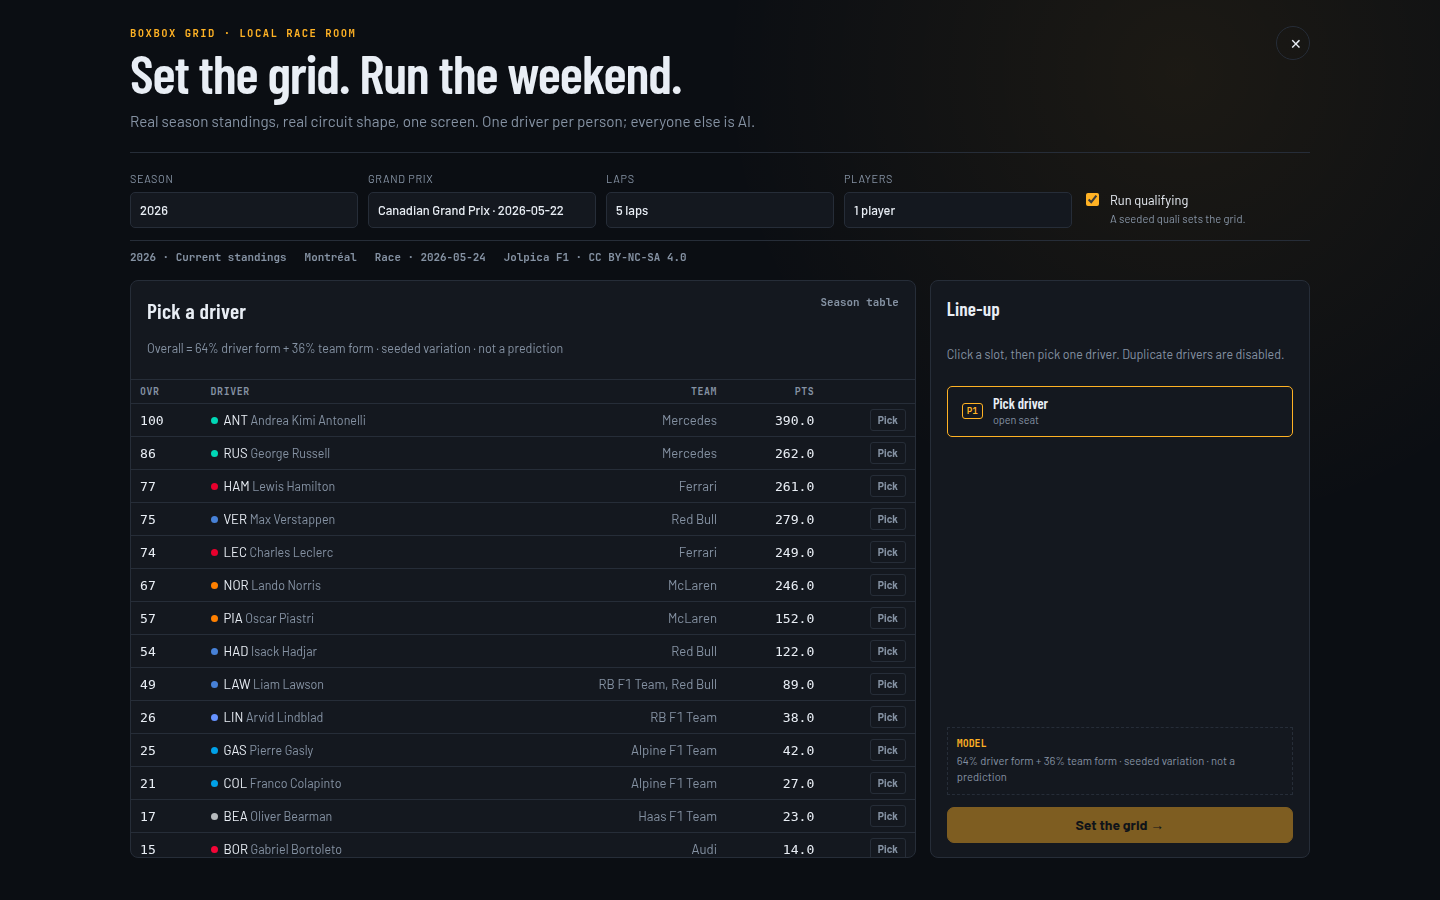 BOXBOX GRID · LOCAL RACE ROOM
Set the grid. Run the weekend.
Real season standings, real circuit shape, one screen. One driver per person; everyone else is AI.
✕
SEASON
GRAND PRIX
LAPS
PLAYERS
2026
Canadian Grand Prix · 2026-05-22
5 laps
1 player
Run qualifying
A seeded quali sets the grid.
2026 · Current standings Montréal Race · 2026-05-24 Jolpica F1 · CC BY-NC-SA 4.0
Pick a driver
Season table
Overall = 64% driver form + 36% team form · seeded variation · not a prediction
OVR DRIVER TEAM PTS
100 ANT Andrea Kimi Antonelli Mercedes 390.0 Pick
86 RUS George Russell Mercedes 262.0 Pick
77 HAM Lewis Hamilton Ferrari 261.0 Pick
75 VER Max Verstappen Red Bull 279.0 Pick
74 LEC Charles Leclerc Ferrari 249.0 Pick
67 NOR Lando Norris McLaren 246.0 Pick
57 PIA Oscar Piastri McLaren 152.0 Pick
54 HAD Isack Hadjar Red Bull 122.0 Pick
49 LAW Liam Lawson RB F1 Team, Red Bull 89.0 Pick
26 LIN Arvid Lindblad RB F1 Team 38.0 Pick
25 GAS Pierre Gasly Alpine F1 Team 42.0 Pick
21 COL Franco Colapinto Alpine F1 Team 27.0 Pick
17 BEA Oliver Bearman Haas F1 Team 23.0 Pick
15 BOR Gabriel Bortoleto Audi 14.0 Pick
Line-up
Click a slot, then pick one driver. Duplicate drivers are disabled.
P1 Pick driver
open seat
MODEL
64% driver form + 36% team form · seeded variation · not a
prediction
Set the grid →